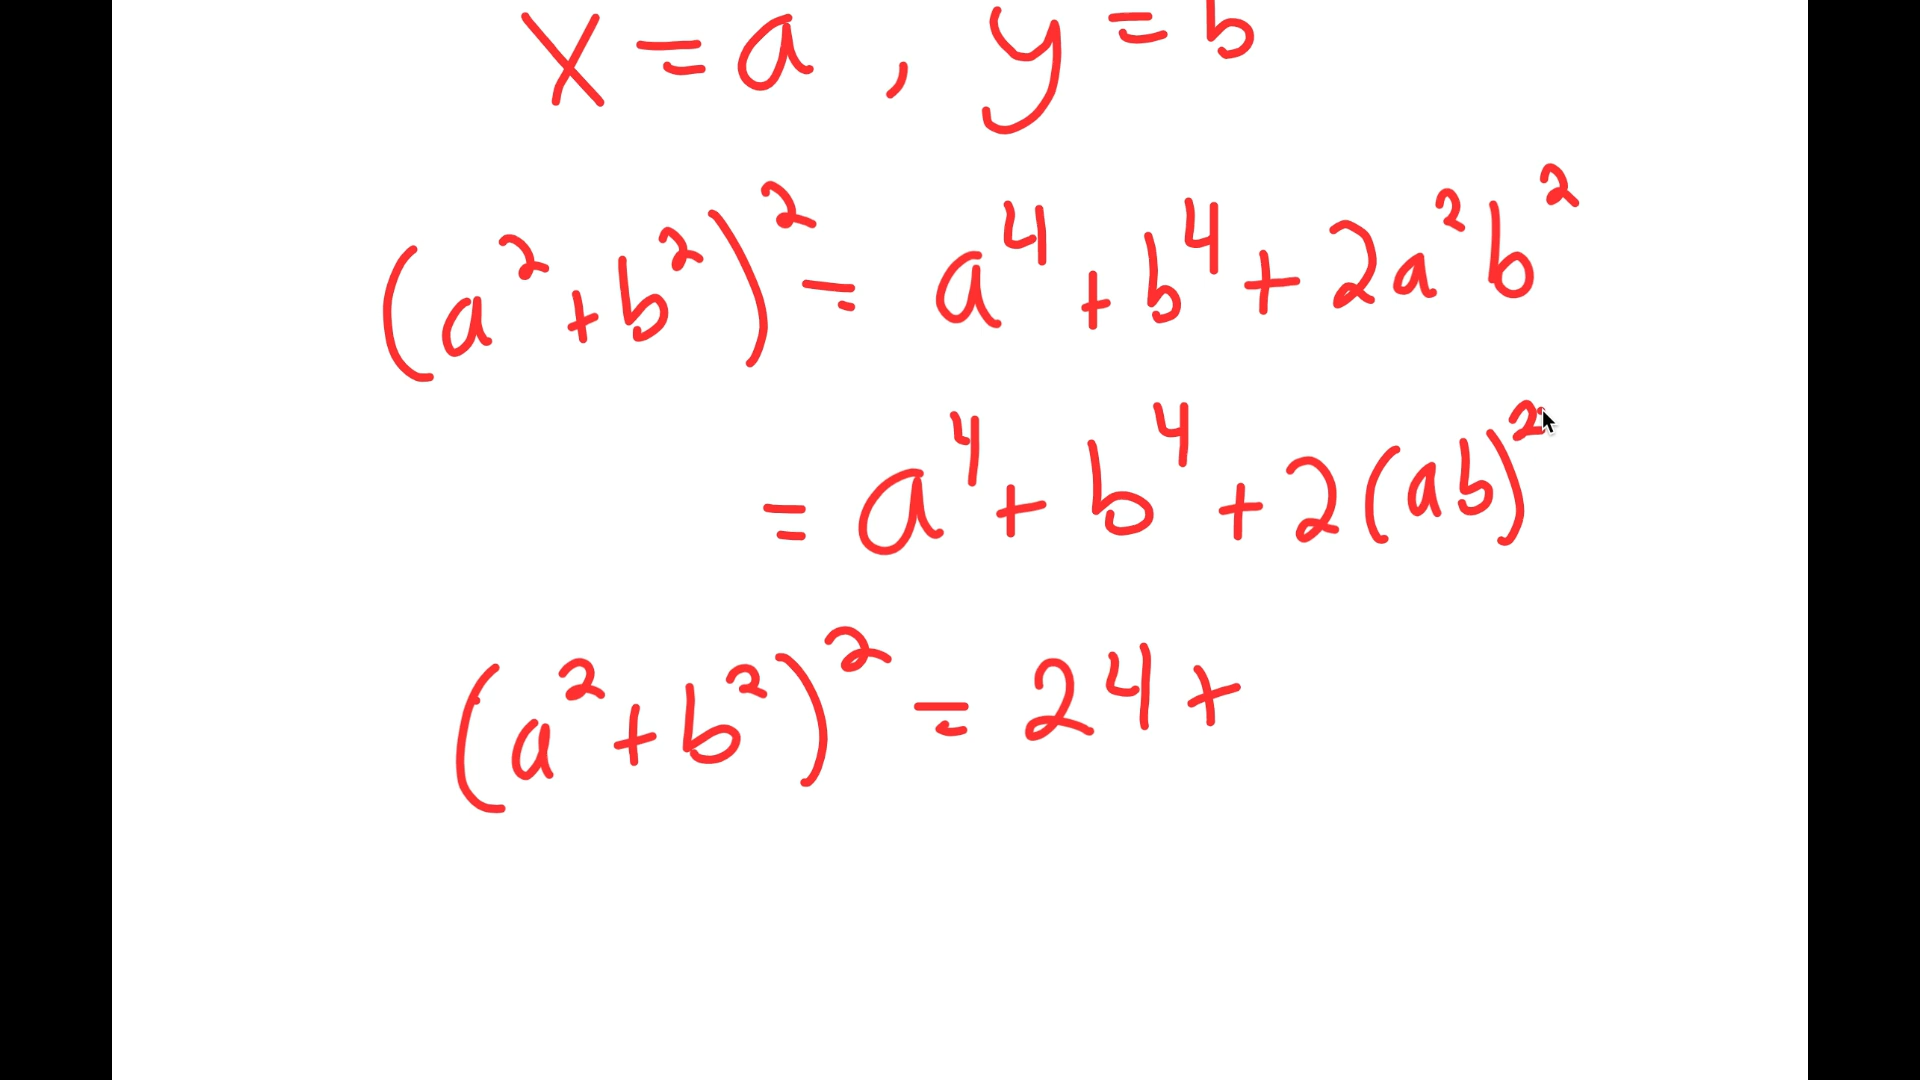 x = a , y = b
(a² + b²)² = a⁴ + b⁴ + 2a²b²
= a⁴ + b⁴ + 2(ab)²
(a² + b²)² = 24 +